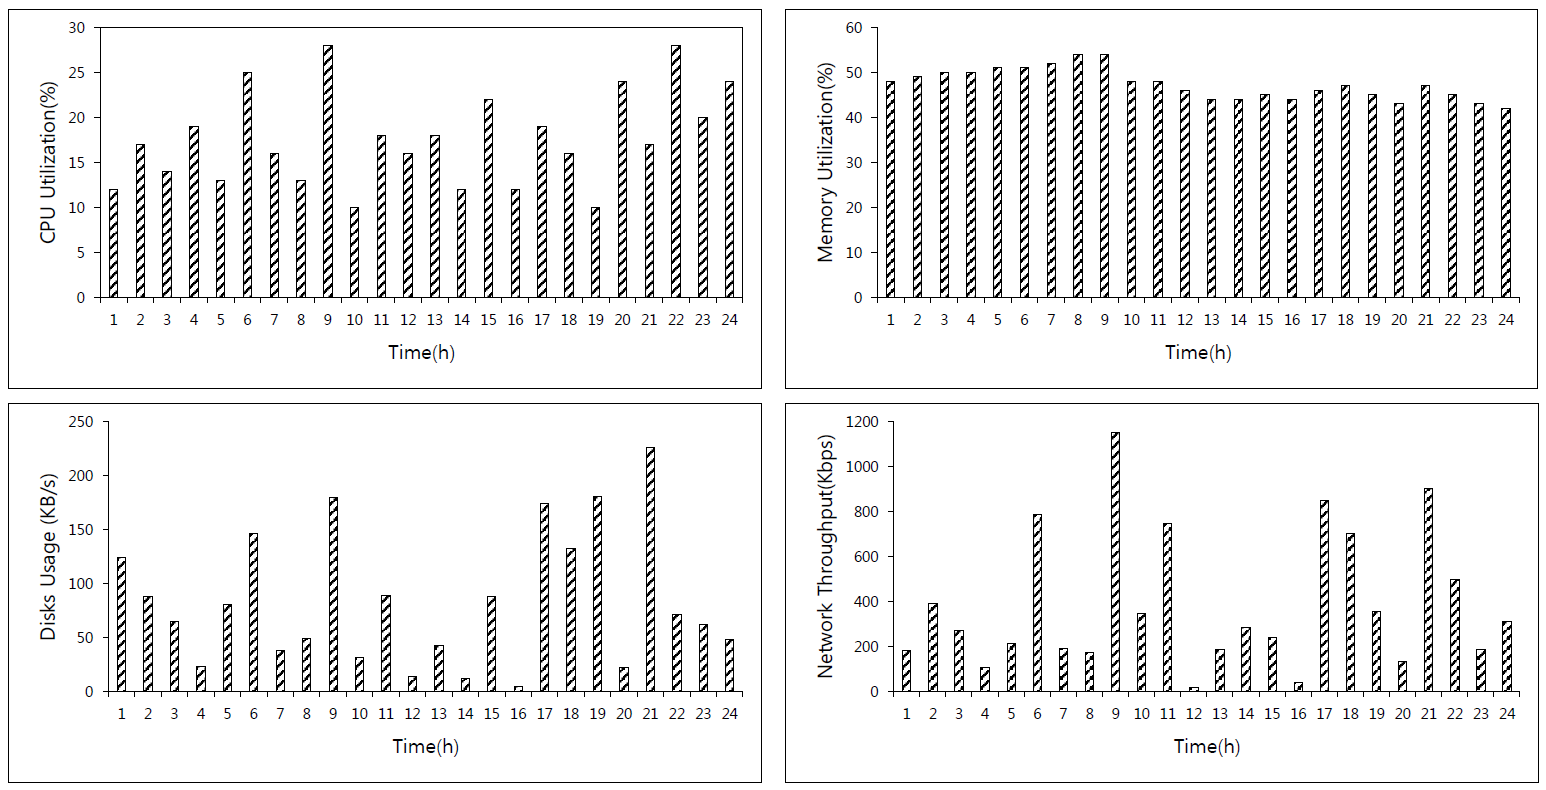 CPU Utilization(%)
30
25
20
15
10
5
0
1 2 3 4 5 6 7 8 9 10 11 12 13 14 15 16 17 18 19 20 21 22 23 24
Time(h)
Memory Utilization(%)
60
50
40
30
20
10
0
1 2 3 4 5 6 7 8 9 10 11 12 13 14 15 16 17 18 19 20 21 22 23 24
Time(h)
Disks Usage (KB/s)
250
200
150
100
50
0
1 2 3 4 5 6 7 8 9 10 11 12 13 14 15 16 17 18 19 20 21 22 23 24
Time(h)
Network Throughput(Kbps)
1200
1000
800
600
400
200
0
1 2 3 4 5 6 7 8 9 10 11 12 13 14 15 16 17 18 19 20 21 22 23 24
Time(h)